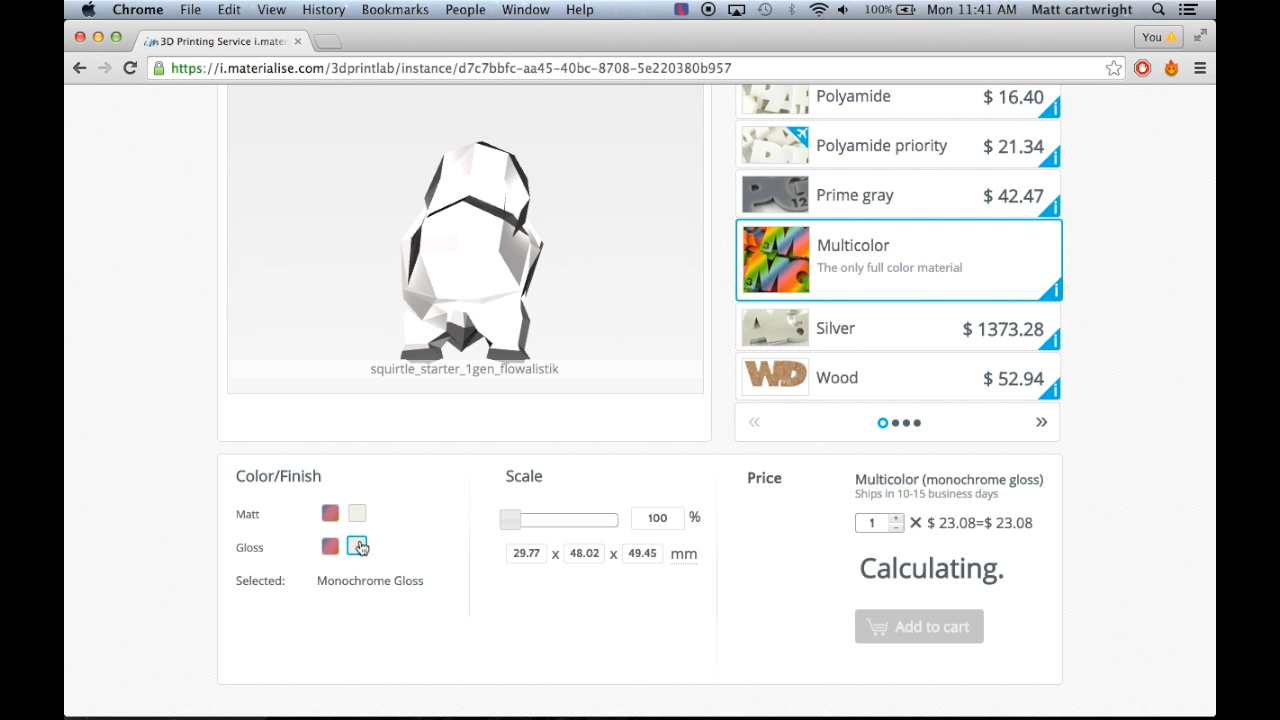 Chrome File Edit View History Bookmarks People Window Help 100% Mon 11:41 AM Matt cartwright
3D Printing Service i.mater
You
https://i.materialise.com/3dprintlab/instance/d7c7bbfc-aa45-40bc-8708-5e220380b957
Polyamide $ 16.40
Polyamide priority $ 21.34
Prime gray $ 42.47
Multicolor
The only full color material
Silver $ 1373.28
Wood $ 52.94
squirtle_starter_1gen_flowalistik
« »
Color/Finish
Matt
Gloss
Selected: Monochrome Gloss
Scale
100 %
29.77 x 48.02 x 49.45 mm
Price
Multicolor (monochrome gloss)
Ships in 10-15 business days
1 × $ 23.08=$ 23.08
Calculating.
Add to cart